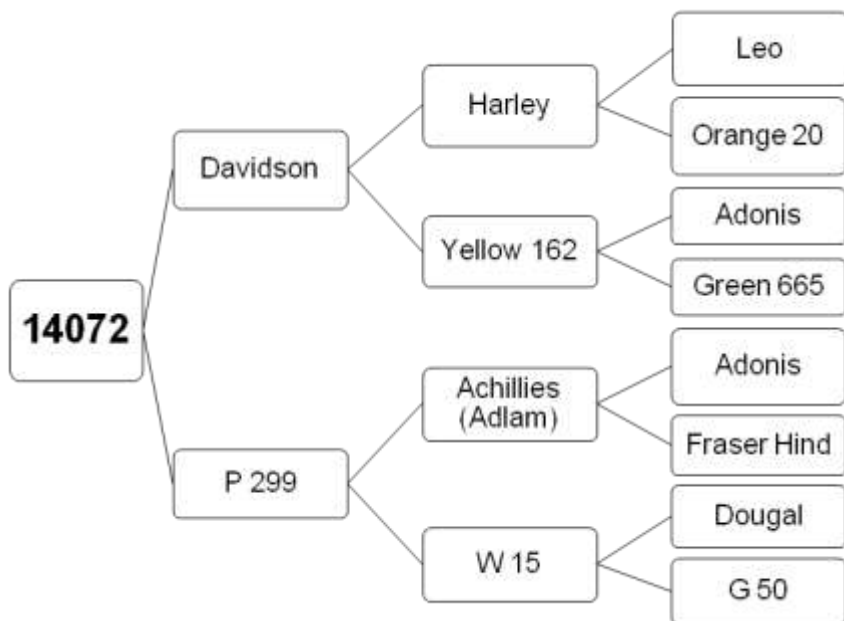 Leo
Harley
Orange 20
Davidson
Adonis
Yellow 162
Green 665
14072
Adonis
Achillies
(Adlam)
Fraser Hind
P 299
Dougal
W 15
G 50